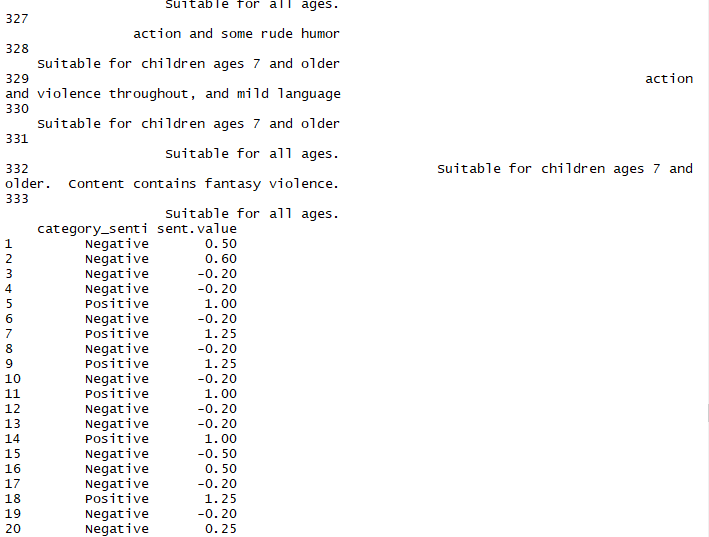 Suitable for all ages.
327
action and some rude humor
328
Suitable for children ages 7 and older
329 action
and violence throughout, and mild language
330
Suitable for children ages 7 and older
331
Suitable for all ages.
332 Suitable for children ages 7 and
older.  Content contains fantasy violence.
333
Suitable for all ages.
category_senti sent.value
1 Negative 0.50
2 Negative 0.60
3 Negative -0.20
4 Negative -0.20
5 Positive 1.00
6 Negative -0.20
7 Positive 1.25
8 Negative -0.20
9 Positive 1.25
10 Negative -0.20
11 Positive 1.00
12 Negative -0.20
13 Negative -0.20
14 Positive 1.00
15 Negative -0.50
16 Negative 0.50
17 Negative -0.20
18 Positive 1.25
19 Negative -0.20
20 Negative 0.25